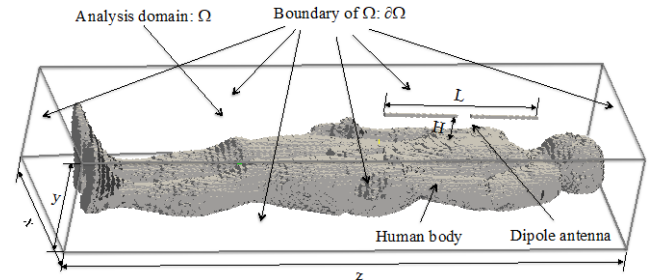 Analysis domain: Ω
Boundary of Ω: ∂Ω
L
H
y
x
Human body
Dipole antenna
z